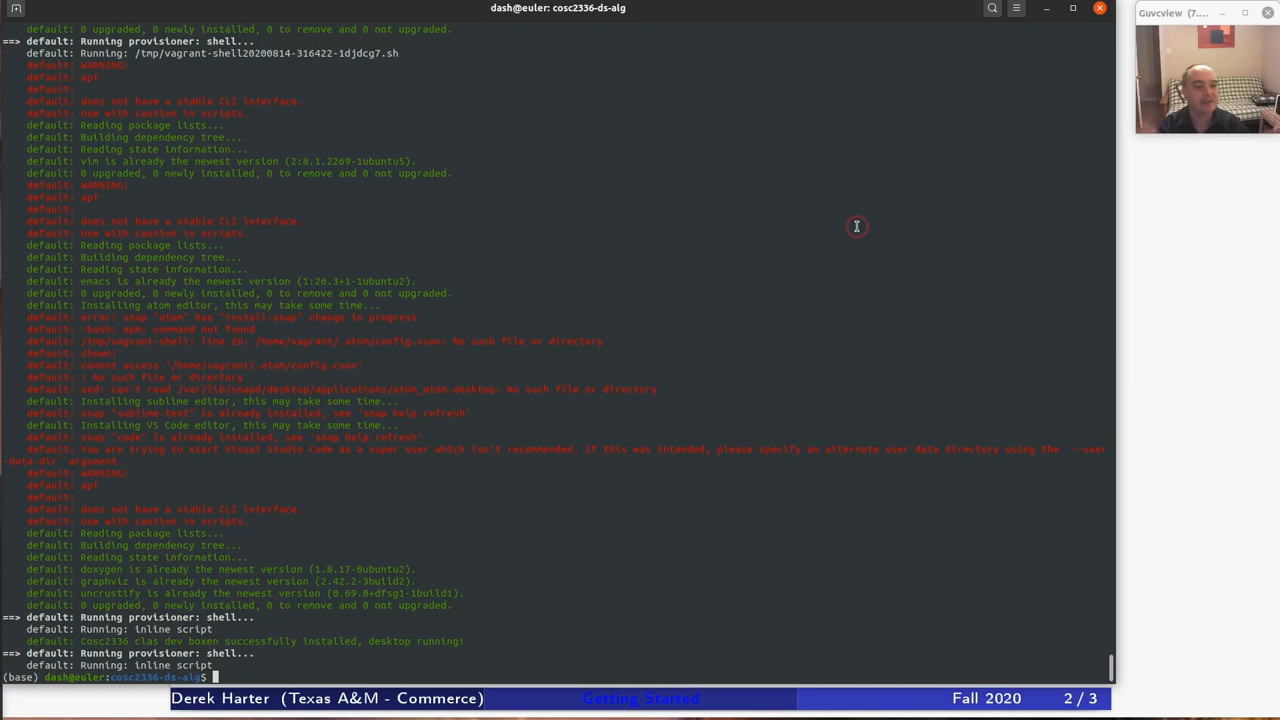 dash@euler: cosc2336-ds-alg
Guvcview (7....
default: 0 upgraded, 0 newly installed, 0 to remove and 0 not upgraded.
==> default: Running provisioner: shell...
default: Running: /tmp/vagrant-shell20200814-316422-1djdcg7.sh
default: WARNING:
default: apt
default:
default: does not have a stable CLI interface.
default: Use with caution in scripts.
default: Reading package lists...
default: Building dependency tree...
default: Reading state information...
default: vim is already the newest version (2:8.1.2269-1ubuntu5).
default: 0 upgraded, 0 newly installed, 0 to remove and 0 not upgraded.
default: WARNING:
default: apt
default:
default: does not have a stable CLI interface.
default: Use with caution in scripts.
default: Reading package lists...
default: Building dependency tree...
default: Reading state information...
default: emacs is already the newest version (1:26.3+1-1ubuntu2).
default: 0 upgraded, 0 newly installed, 0 to remove and 0 not upgraded.
default: Installing atom editor, this may take some time...
default: error: snap "atom" has "install-snap" change in progress
default: -bash: apm: command not found
default: /tmp/vagrant-shell: line 28: /home/vagrant/.atom/config.cson: No such file or directory
default: chown:
default: cannot access '/home/vagrant/.atom/config.cson'
default: : No such file or directory
default: sed: can't read /var/lib/snapd/desktop/applications/atom_atom.desktop: No such file or directory
default: Installing sublime editor, this may take some time...
default: snap "sublime-text" is already installed, see 'snap help refresh'
default: Installing VS Code editor, this may take some time...
default: snap "code" is already installed, see 'snap help refresh'
default: You are trying to start Visual Studio Code as a super user which isn't recommended. If this was intended, please specify an alternate user data directory using the `--user
-data-dir` argument.
default: WARNING:
default: apt
default:
default: does not have a stable CLI interface.
default: Use with caution in scripts.
default: Reading package lists...
default: Building dependency tree...
default: Reading state information...
default: doxygen is already the newest version (1.8.17-0ubuntu2).
default: graphviz is already the newest version (2.42.2-3build2).
default: uncrustify is already the newest version (0.69.0+dfsg1-1build1).
default: 0 upgraded, 0 newly installed, 0 to remove and 0 not upgraded.
==> default: Running provisioner: shell...
default: Running: inline script
default: Cosc2336 clas dev boxen successfully installed, desktop running!
==> default: Running provisioner: shell...
default: Running: inline script
(base) dash@euler:cosc2336-ds-alg$
Derek Harter (Texas A&M - Commerce) Getting Started Fall 2020 2 / 3